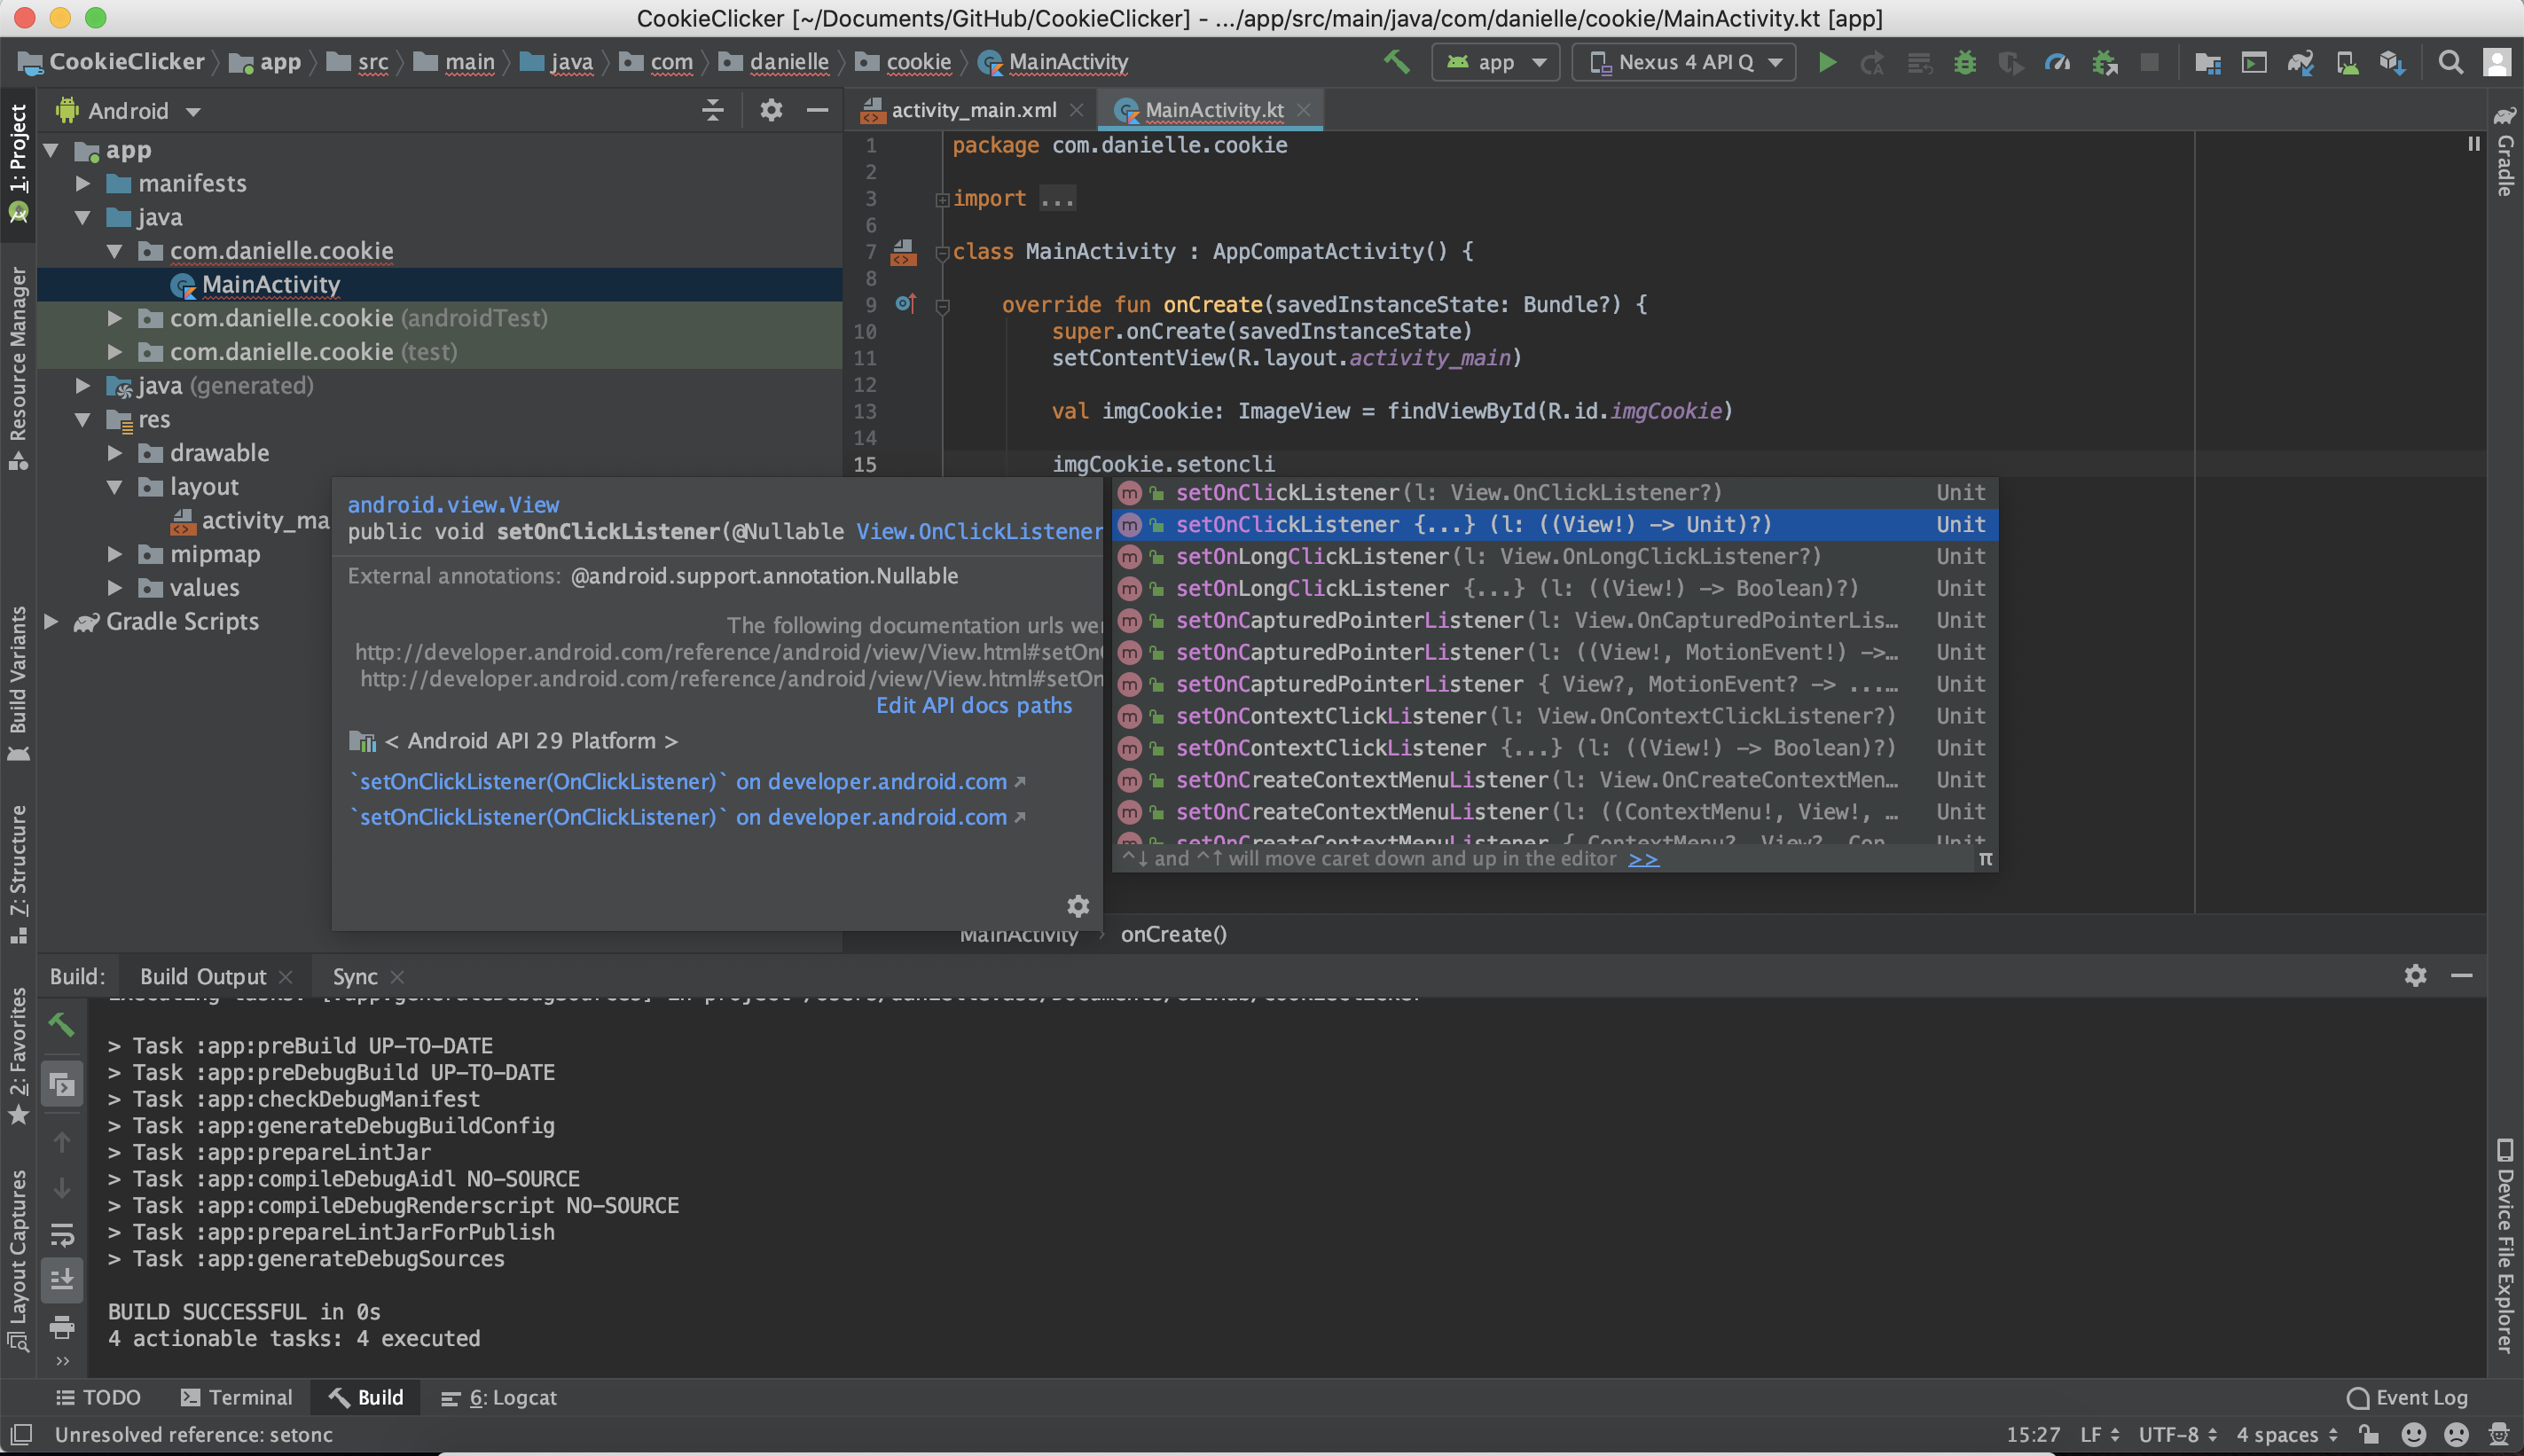 CookieClicker [~/Documents/GitHub/CookieClicker] - .../app/src/main/java/com/danielle/cookie/MainActivity.kt [app]
CookieClicker app src main java com danielle cookie MainActivity
app
Nexus 4 API Q
Android
activity_main.xml
MainActivity.kt
1: Project
Resource Manager
Build Variants
Z: Structure
2: Favorites
Layout Captures
app
manifests
java
com.danielle.cookie
MainActivity
com.danielle.cookie (androidTest)
com.danielle.cookie (test)
java (generated)
res
drawable
layout
activity_ma
mipmap
values
Gradle Scripts
1 package com.danielle.cookie
2
3 import ...
6
7 class MainActivity : AppCompatActivity() {
8
9 override fun onCreate(savedInstanceState: Bundle?) {
10 super.onCreate(savedInstanceState)
11 setContentView(R.layout.activity_main)
12
13 val imgCookie: ImageView = findViewById(R.id.imgCookie)
14
15 imgCookie.setoncli
android.view.View
public void setOnClickListener(@Nullable View.OnClickListener
External annotations: @android.support.annotation.Nullable
The following documentation urls wer
http://developer.android.com/reference/android/view/View.html#setOnC
http://developer.android.com/reference/android/view/View.html#setOn
Edit API docs paths
< Android API 29 Platform >
`setOnClickListener(OnClickListener)` on developer.android.com
`setOnClickListener(OnClickListener)` on developer.android.com
setOnClickListener(l: View.OnClickListener?) Unit
setOnClickListener {...} (l: ((View!) -> Unit)?) Unit
setOnLongClickListener(l: View.OnLongClickListener?) Unit
setOnLongClickListener {...} (l: ((View!) -> Boolean)?) Unit
setOnCapturedPointerListener(l: View.OnCapturedPointerLis... Unit
setOnCapturedPointerListener(l: ((View!, MotionEvent!) ->... Unit
setOnCapturedPointerListener { View?, MotionEvent? -> ...... Unit
setOnContextClickListener(l: View.OnContextClickListener?) Unit
setOnContextClickListener {...} (l: ((View!) -> Boolean)?) Unit
setOnCreateContextMenuListener(l: View.OnCreateContextMen... Unit
setOnCreateContextMenuListener(l: ((ContextMenu!, View!, ... Unit
setOnCreateContextMenuListener { ContextMenu?, View?, Con Unit
^↓ and ^↑ will move caret down and up in the editor >> π
MainActivity › onCreate()
Gradle
Device File Explorer
Build: Build Output Sync
Executing tasks: [:app:generateDebugSources] in project
> Task :app:preBuild UP-TO-DATE
> Task :app:preDebugBuild UP-TO-DATE
> Task :app:checkDebugManifest
> Task :app:generateDebugBuildConfig
> Task :app:prepareLintJar
> Task :app:compileDebugAidl NO-SOURCE
> Task :app:compileDebugRenderscript NO-SOURCE
> Task :app:prepareLintJarForPublish
> Task :app:generateDebugSources
BUILD SUCCESSFUL in 0s
4 actionable tasks: 4 executed
TODO Terminal Build 6: Logcat Event Log
Unresolved reference: setonc 15:27 LF UTF-8 4 spaces